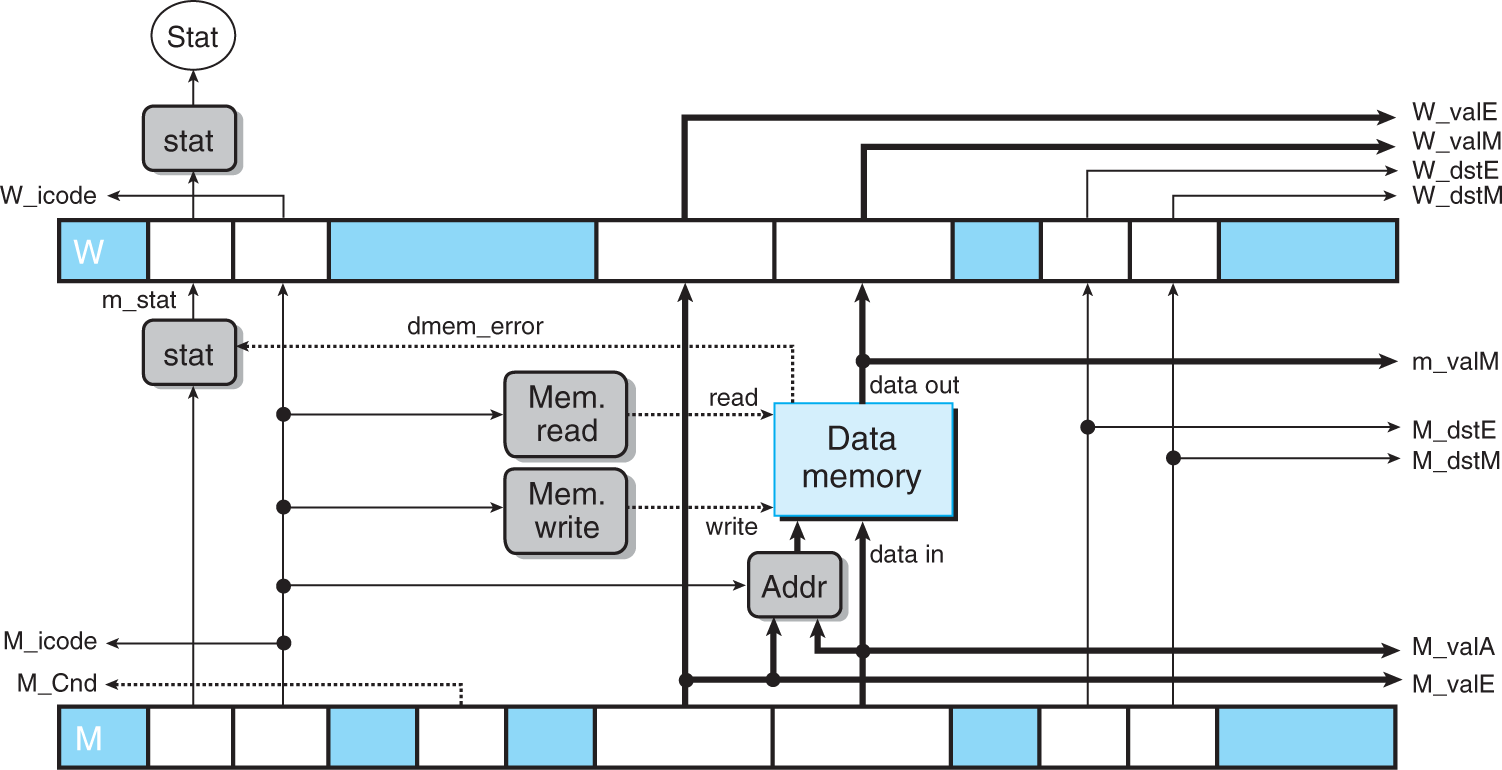 Stat
stat
W_valE
W_valM
W_dstE
W_dstM
W_icode
W
m_stat
stat
dmem_error
m_valM
data out
Mem.
read
read
Data
memory
M_dstE
M_dstM
Mem.
write
write
data in
Addr
M_icode
M_valA
M_Cnd
M_valE
M